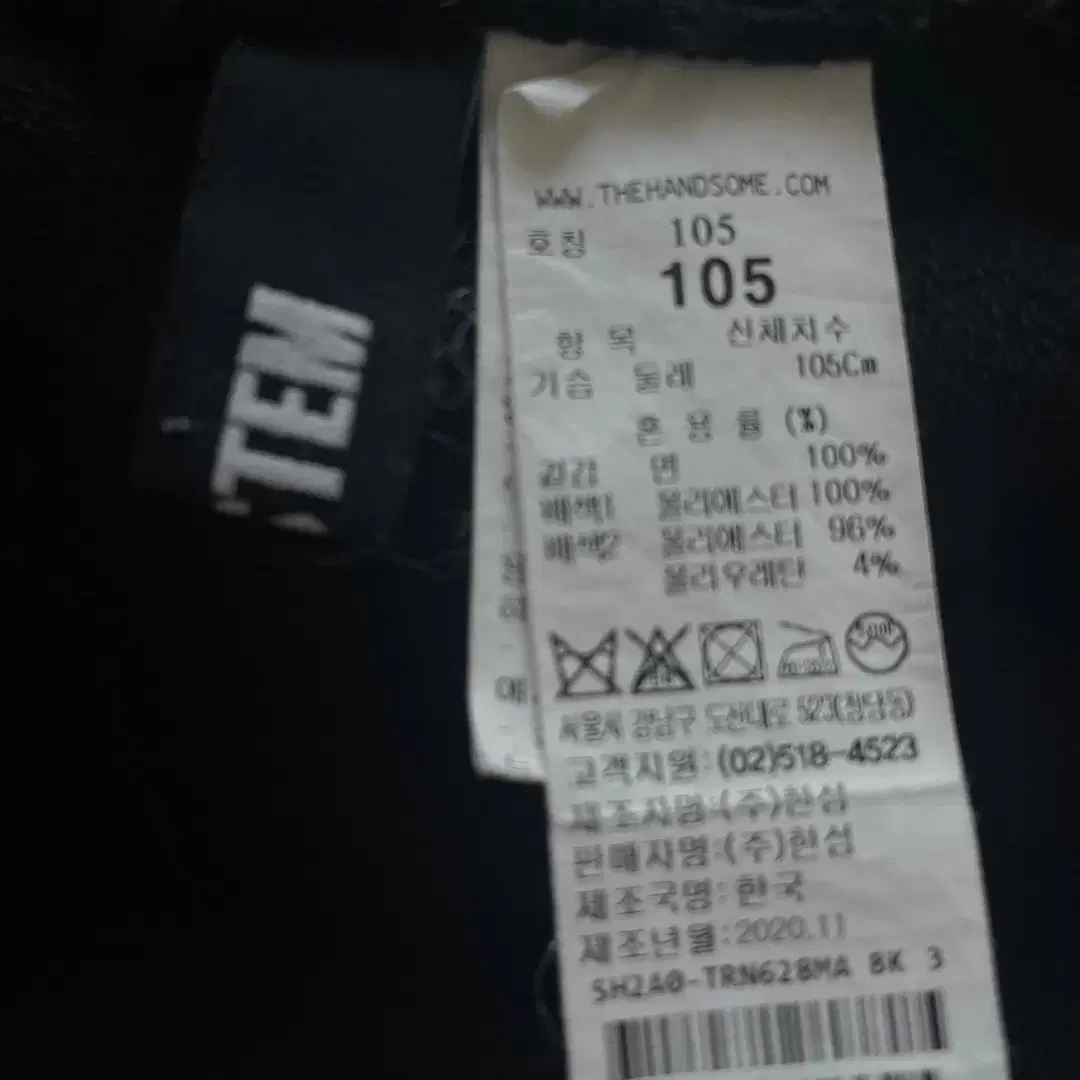 STEM
WWW.THEHANDSOME.COM
호칭 105
105
항 목 신체치수
가슴 둘레 105Cm
혼 용 률 (%)
겉감 면 100%
배색1 폴리에스터 100%
배색2 폴리에스터 96%
폴리우레탄 4%
서울시 강남구 도산대로 523(청담동)
고객지원:(02)518-4523
제조자명:(주)한섬
판매자명:(주)한섬
제조국명:한국
제조년월:2020.11
SH2A0-TRN628MA BK 3